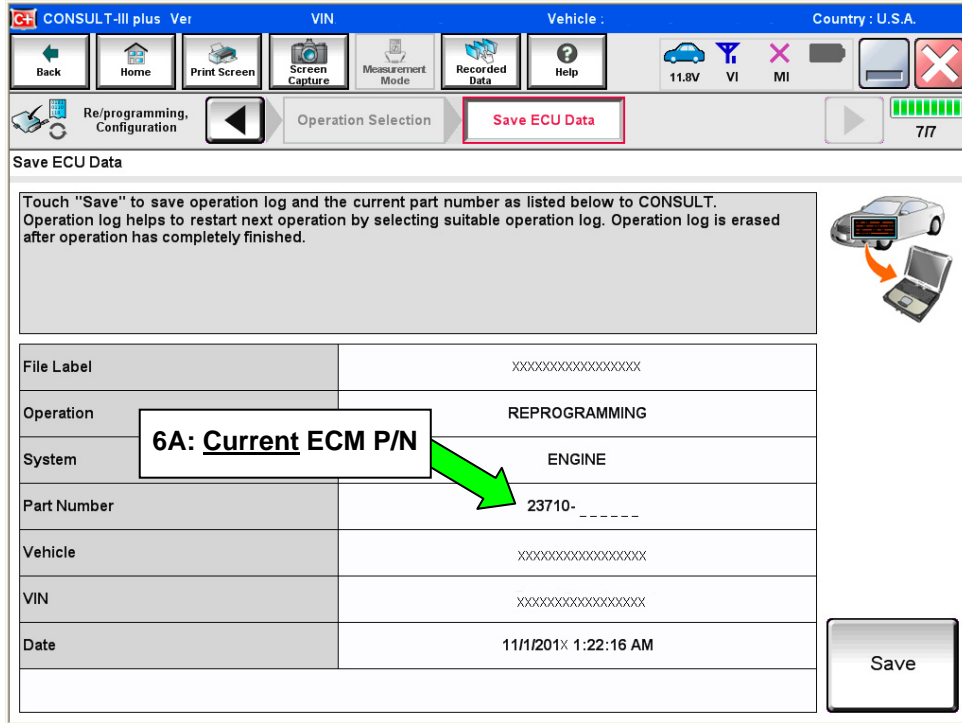 C+ CONSULT-III plus Ver VIN Vehicle : Country : U.S.A.
Back Home Print Screen Screen Capture Measurement Mode Recorded Data Help 11.8V VI MI
Re/programming, Configuration Operation Selection Save ECU Data 7/7
Save ECU Data
Touch "Save" to save operation log and the current part number as listed below to CONSULT.
Operation log helps to restart next operation by selecting suitable operation log. Operation log is erased
after operation has completely finished.
File Label XXXXXXXXXXXXXXXXX
Operation REPROGRAMMING
6A: Current ECM P/N
System ENGINE
Part Number 23710-_ _ _ _ _ _
Vehicle XXXXXXXXXXXXXXXXX
VIN XXXXXXXXXXXXXXXXX
Date 11/1/201X 1:22:16 AM
Save